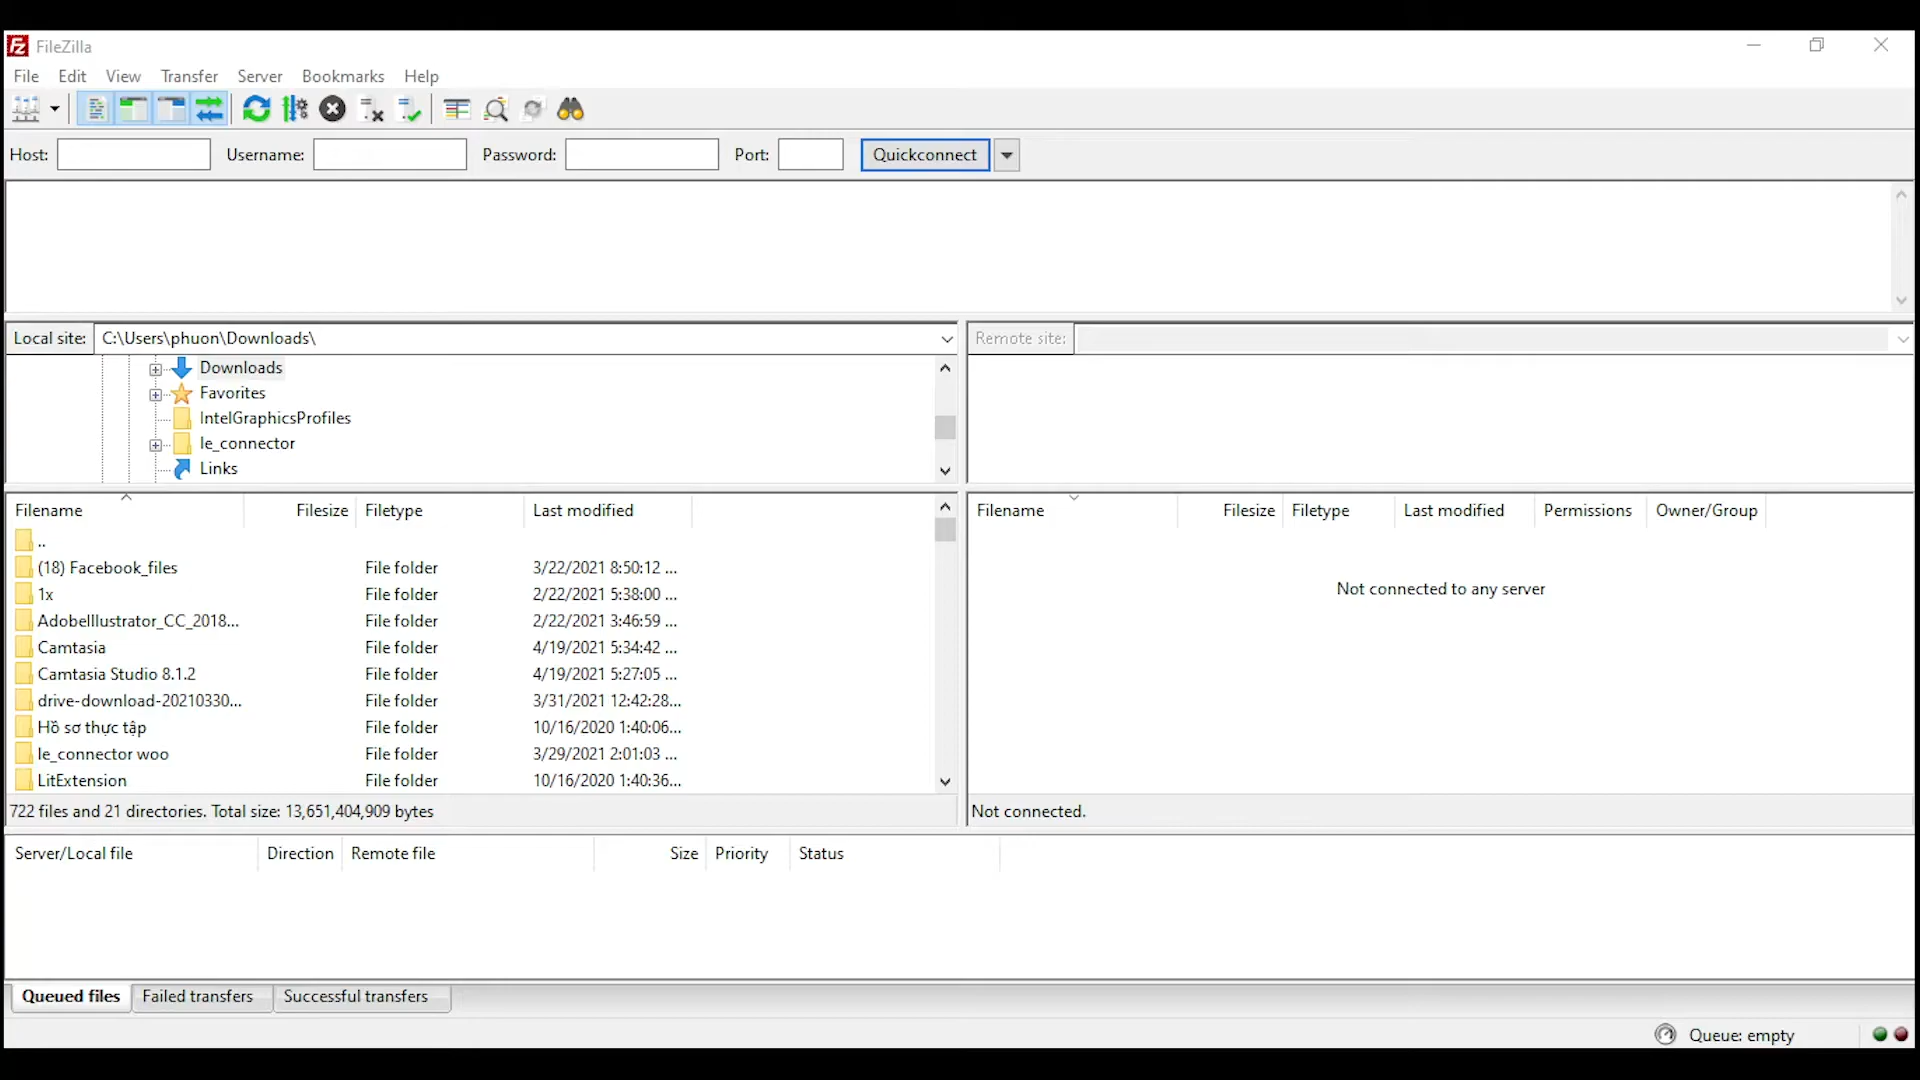 FileZilla
File Edit View Transfer Server Bookmarks Help
Host: Username: Password: Port: Quickconnect
Local site: C:\Users\phuon\Downloads\ Remote site:
Downloads
Favorites
IntelGraphicsProfiles
le_connector
Links
Filename Filesize Filetype Last modified
..
(18) Facebook_files File folder 3/22/2021 8:50:12 ...
1x File folder 2/22/2021 5:38:00 ...
AdobeIllustrator_CC_2018... File folder 2/22/2021 3:46:59 ...
Camtasia File folder 4/19/2021 5:34:42 ...
Camtasia Studio 8.1.2 File folder 4/19/2021 5:27:05 ...
drive-download-20210330... File folder 3/31/2021 12:42:28...
Hồ sơ thực tập File folder 10/16/2020 1:40:06...
le_connector woo File folder 3/29/2021 2:01:03 ...
LitExtension File folder 10/16/2020 1:40:36...
722 files and 21 directories. Total size: 13,651,404,909 bytes
Filename Filesize Filetype Last modified Permissions Owner/Group
Not connected to any server
Not connected.
Server/Local file Direction Remote file Size Priority Status
Queued files Failed transfers Successful transfers
Queue: empty